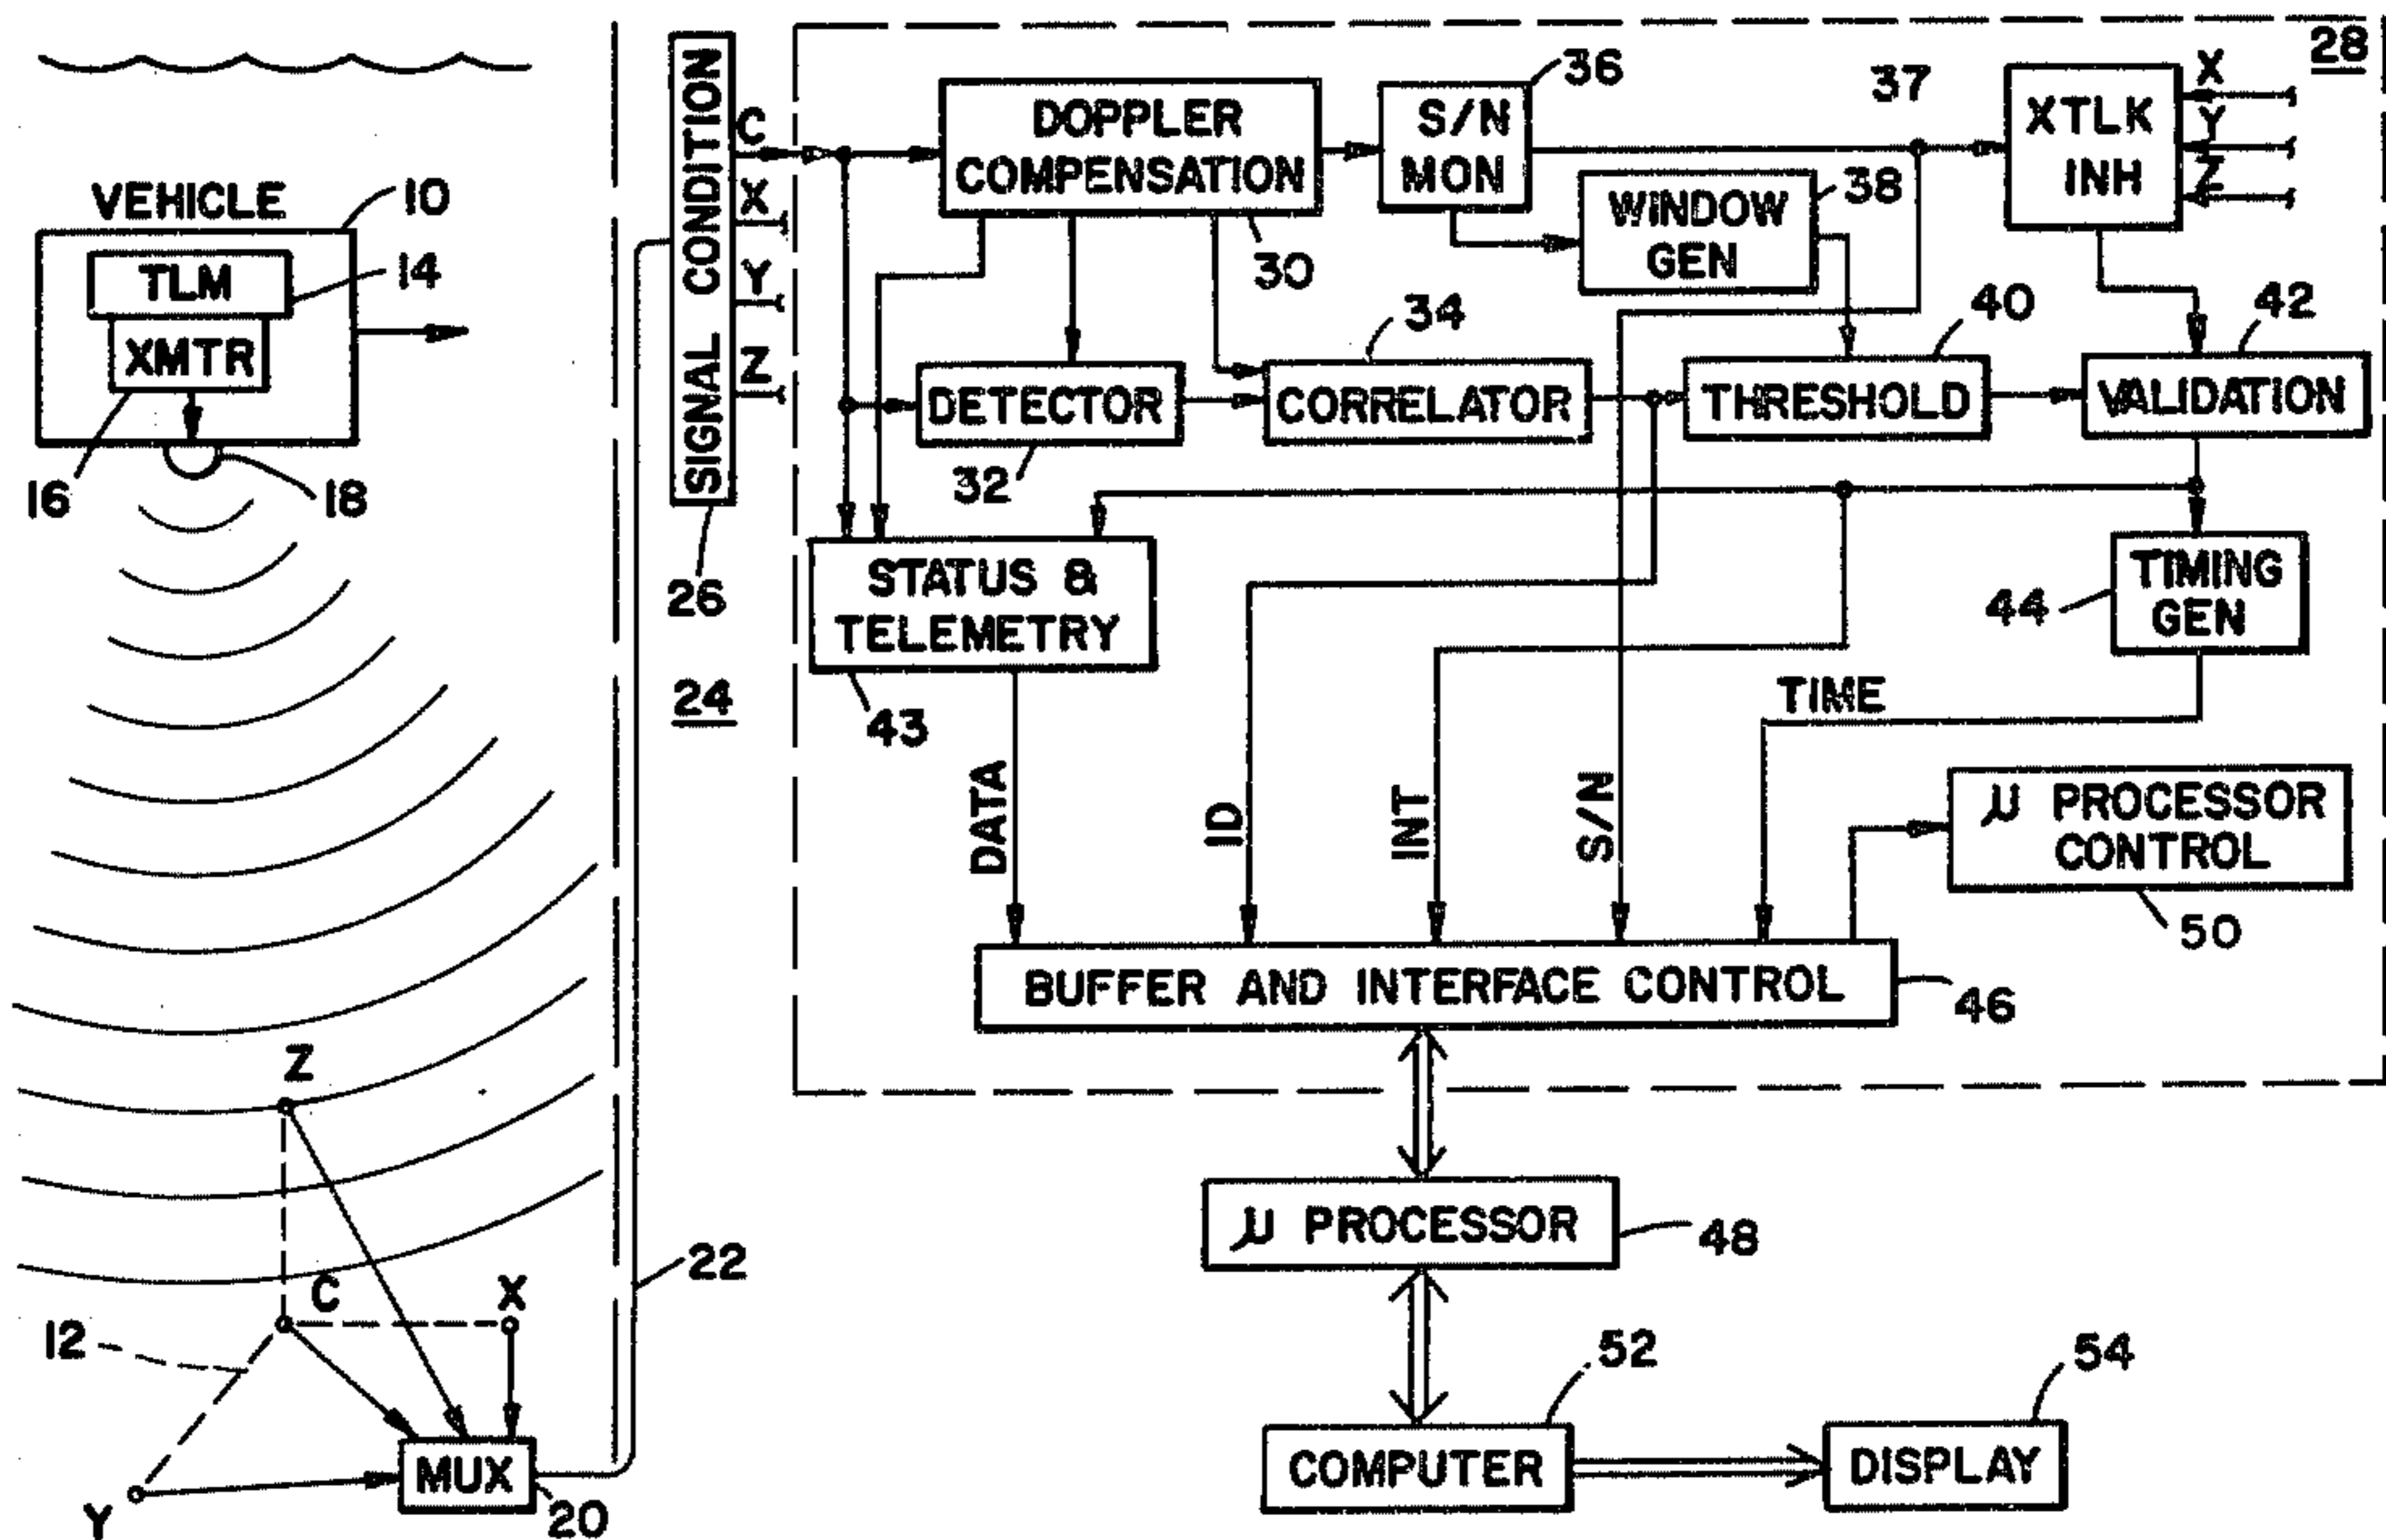 VEHICLE
10
TLM
14
XMTR
16
18
Z
C
X
12
Y
MUX
20
22
24
SIGNAL CONDITION
26
C
X
Y
Z
28
DOPPLER
COMPENSATION
30
S/N
MON
36
37
XTLK
INH
X
Y
Z
WINDOW
GEN
38
DETECTOR
32
CORRELATOR
34
THRESHOLD
40
VALIDATION
42
STATUS &
TELEMETRY
43
TIMING
GEN
44
DATA
ID
INT
S/N
TIME
μ PROCESSOR
CONTROL
50
BUFFER AND INTERFACE CONTROL
46
μ PROCESSOR
48
COMPUTER
52
DISPLAY
54